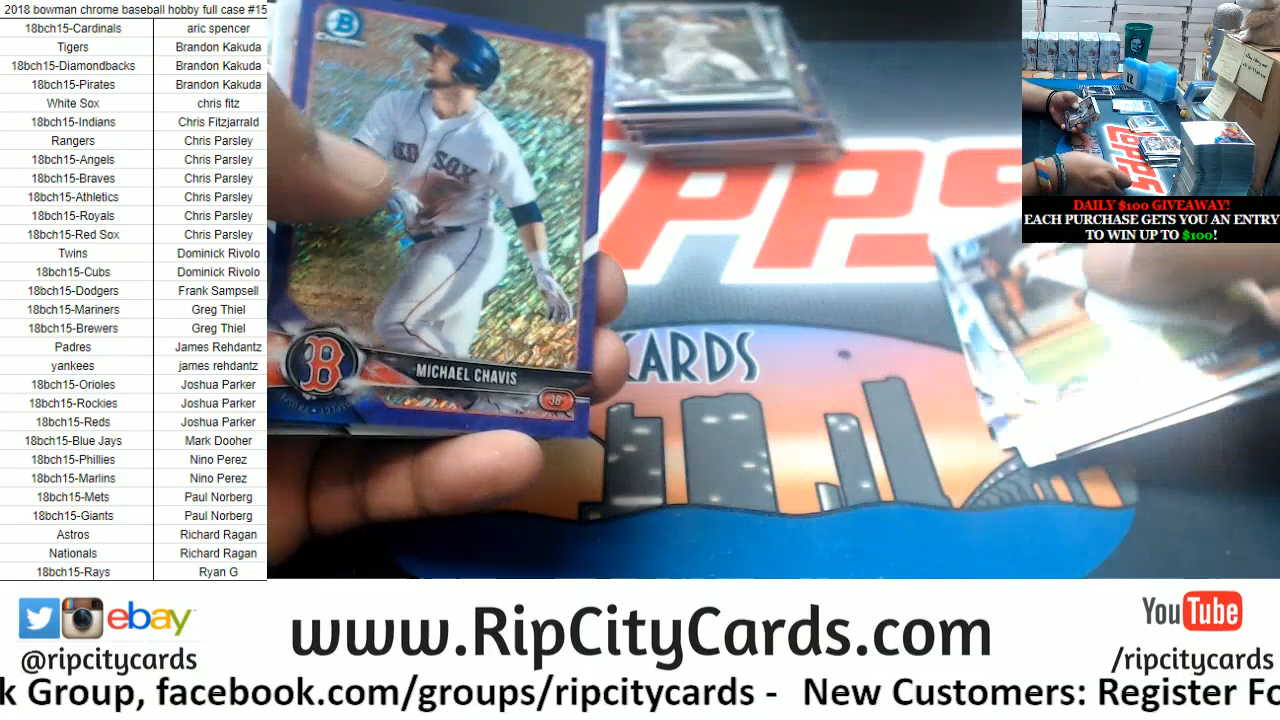 2018 bowman chrome baseball hobby full case #15
18bch15-Cardinals aric spencer
Tigers Brandon Kakuda
18bch15-Diamondbacks Brandon Kakuda
18bch15-Pirates Brandon Kakuda
White Sox chris fitz
18bch15-Indians Chris Fitzjarrald
Rangers Chris Parsley
18bch15-Angels Chris Parsley
18bch15-Braves Chris Parsley
18bch15-Athletics Chris Parsley
18bch15-Royals Chris Parsley
18bch15-Red Sox Chris Parsley
Twins Dominick Rivolo
18bch15-Cubs Dominick Rivolo
18bch15-Dodgers Frank Sampsell
18bch15-Mariners Greg Thiel
18bch15-Brewers Greg Thiel
Padres James Rehdantz
yankees james rehdantz
18bch15-Orioles Joshua Parker
18bch15-Rockies Joshua Parker
18bch15-Reds Joshua Parker
18bch15-Blue Jays Mark Dooher
18bch15-Phillies Nino Perez
18bch15-Marlins Nino Perez
18bch15-Mets Paul Norberg
18bch15-Giants Paul Norberg
Astros Richard Ragan
Nationals Richard Ragan
18bch15-Rays Ryan G
B
Chrome
RED SOX
B
MICHAEL CHAVIS
3B
PPS
CARDS
TOPPS
DAILY $100 GIVEAWAY!
EACH PURCHASE GETS YOU AN ENTRY
TO WIN UP TO $100!
ebay
@ripcitycards
www.RipCityCards.com
YouTube
/ripcitycards
k Group, facebook.com/groups/ripcitycards - New Customers: Register Fo